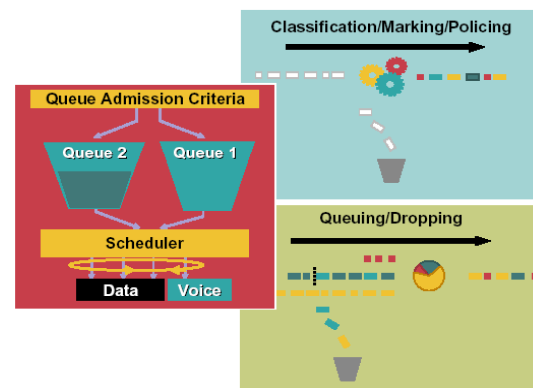 Classification/Marking/Policing
Queue Admission Criteria
Queue 2
Queue 1
Scheduler
Data
Voice
Queuing/Dropping